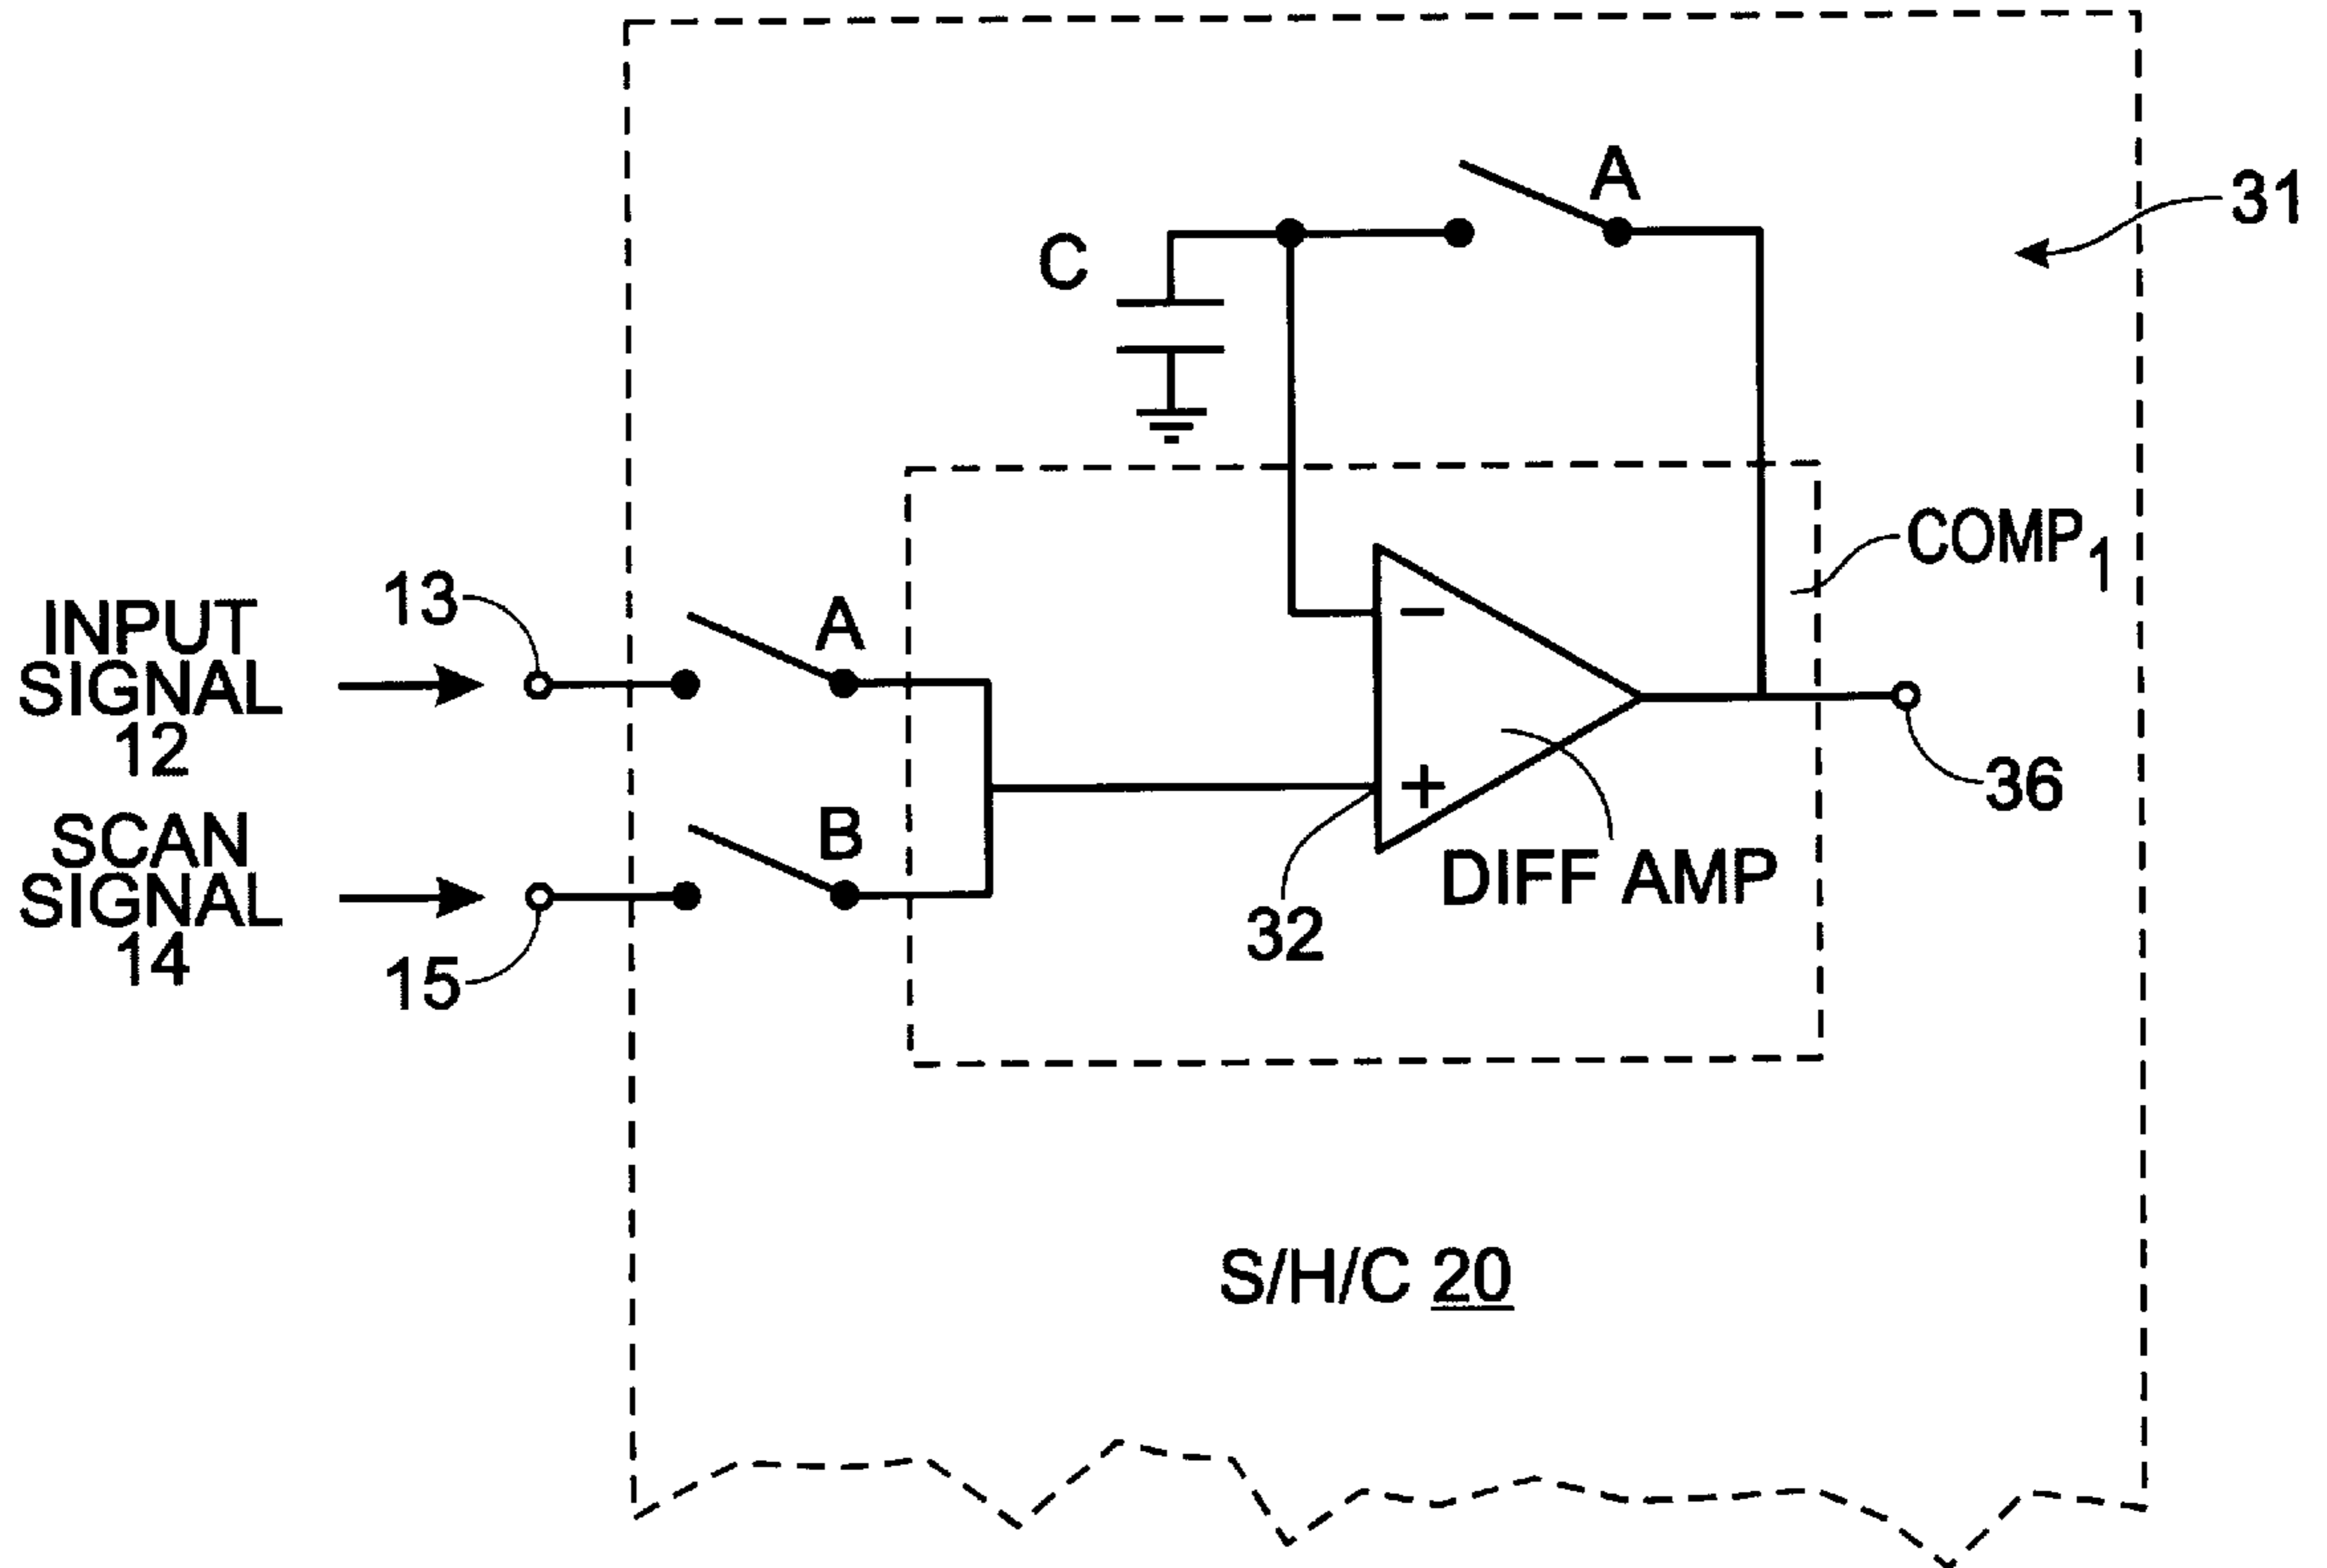 A
31
C
COMP1
13
INPUT
SIGNAL
12
A
−
36
SCAN
SIGNAL
14
B
+
DIFF AMP
32
15
S/H/C 20